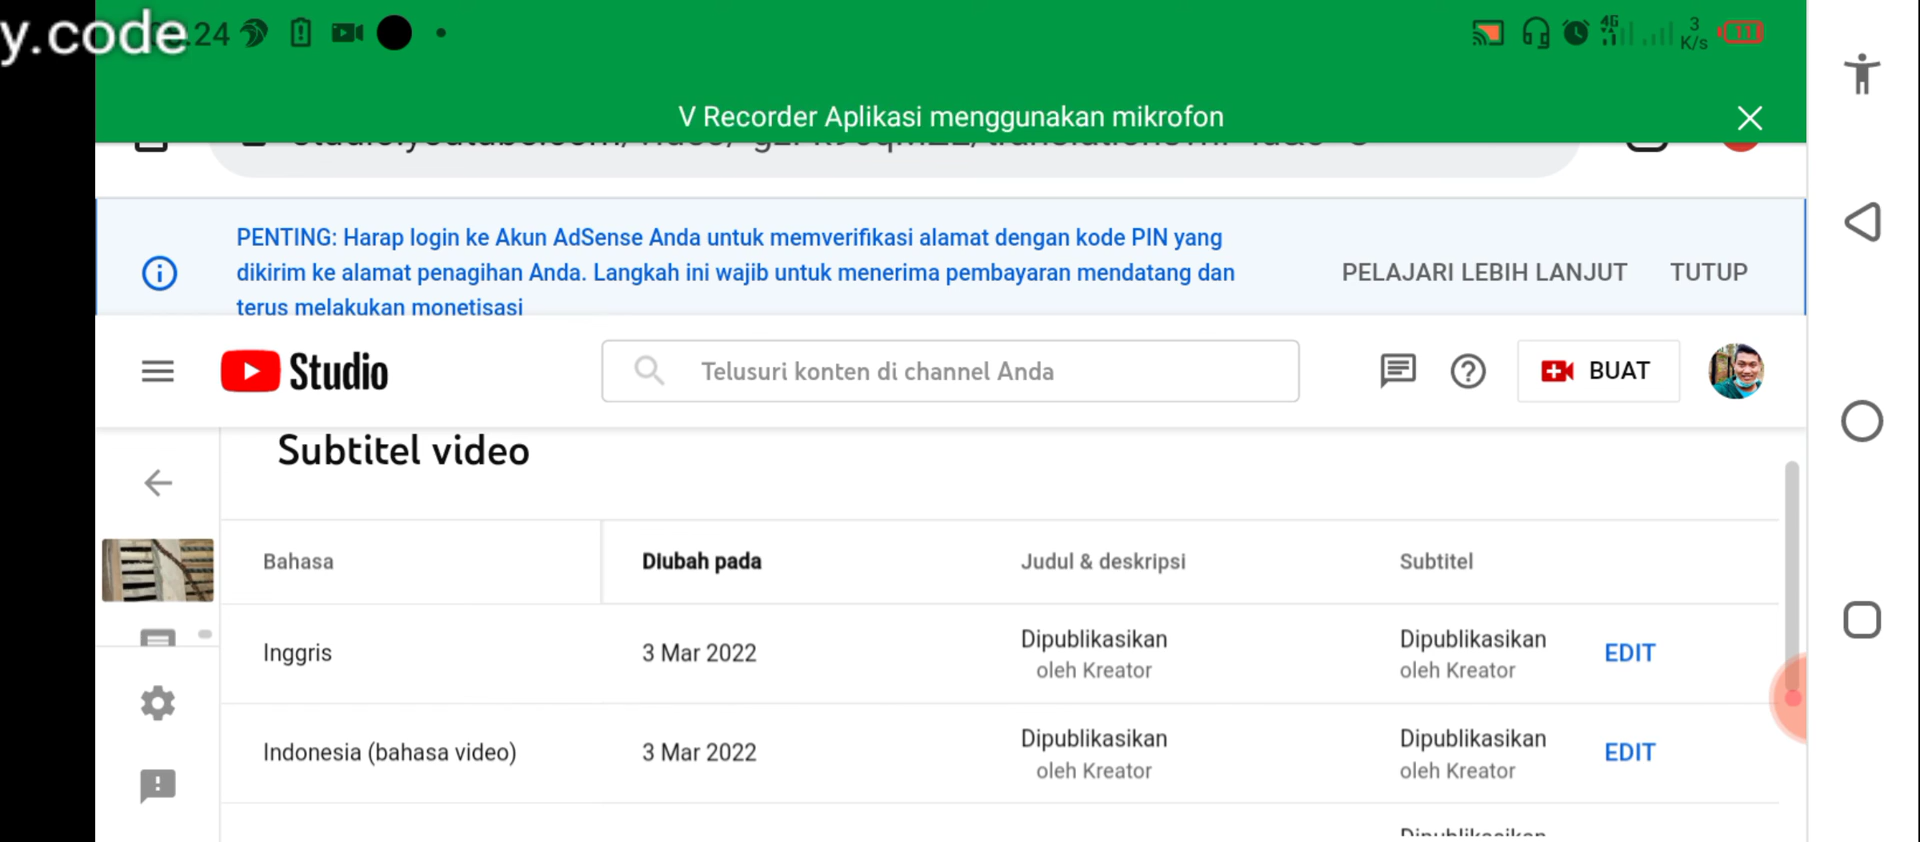 y.code
24
4G
3
K/s
11
V Recorder Aplikasi menggunakan mikrofon
PENTING: Harap login ke Akun AdSense Anda untuk memverifikasi alamat dengan kode PIN yang
dikirim ke alamat penagihan Anda. Langkah ini wajib untuk menerima pembayaran mendatang dan
terus melakukan monetisasi
PELAJARI LEBIH LANJUT
TUTUP
Studio
Telusuri konten di channel Anda
BUAT
Subtitel video
Bahasa
Diubah pada
Judul & deskripsi
Subtitel
Inggris
3 Mar 2022
Dipublikasikan
oleh Kreator
Dipublikasikan
oleh Kreator
EDIT
Indonesia (bahasa video)
3 Mar 2022
Dipublikasikan
oleh Kreator
Dipublikasikan
oleh Kreator
EDIT
Dipublikasikan